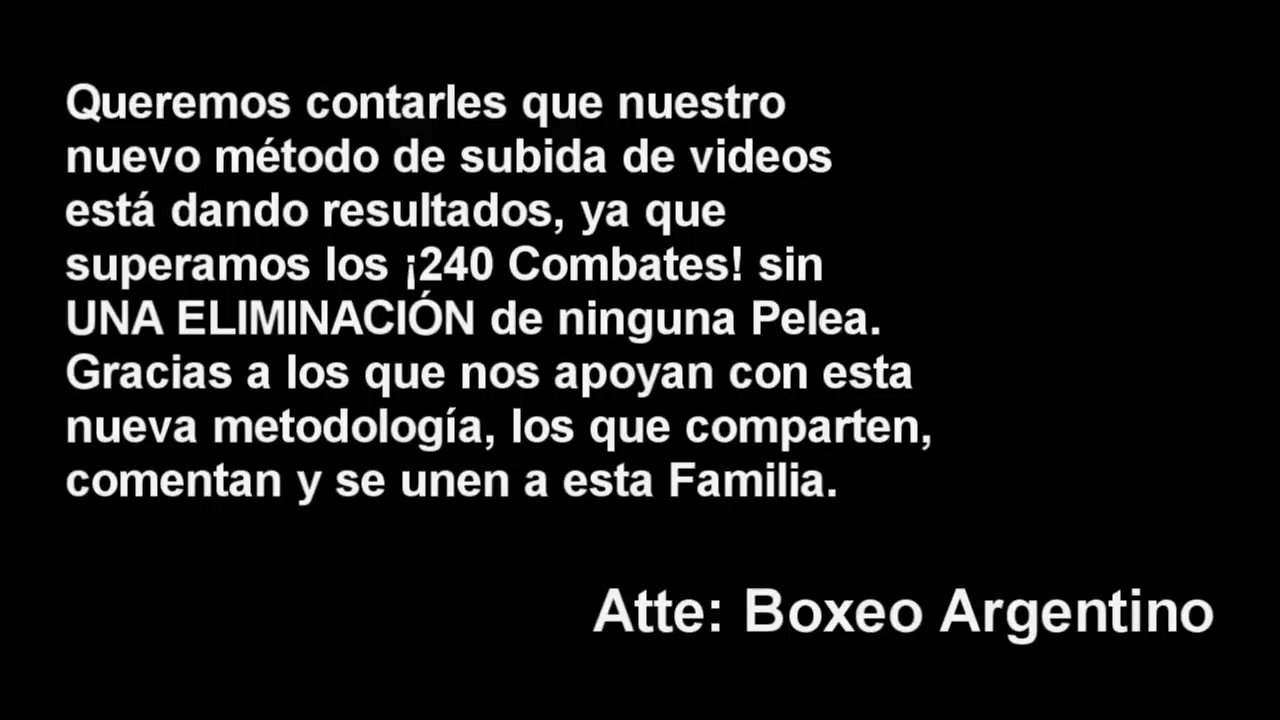 Queremos contarles que nuestro
nuevo método de subida de videos
está dando resultados, ya que
superamos los ¡240 Combates! sin
UNA ELIMINACIÓN de ninguna Pelea.
Gracias a los que nos apoyan con esta
nueva metodología, los que comparten,
comentan y se unen a esta Familia.
Atte: Boxeo Argentino